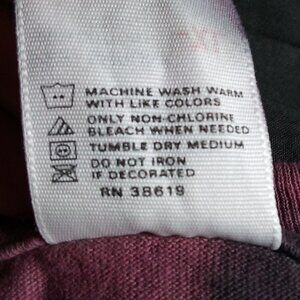 MACHINE WASH WARM
WITH LIKE COLORS
ONLY NON-CHLORINE
BLEACH WHEN NEEDED
TUMBLE DRY MEDIUM
DO NOT IRON
IF DECORATED
RN 38619